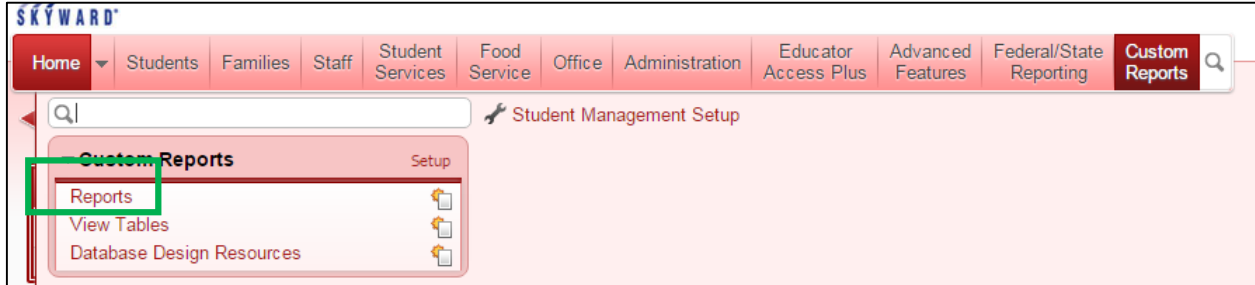 SKYWARD®
Home Students Families Staff Student Services Food Service Office Administration Educator Access Plus Advanced Features Federal/State Reporting Custom Reports
Student Management Setup
Custom Reports Setup
Reports
View Tables
Database Design Resources